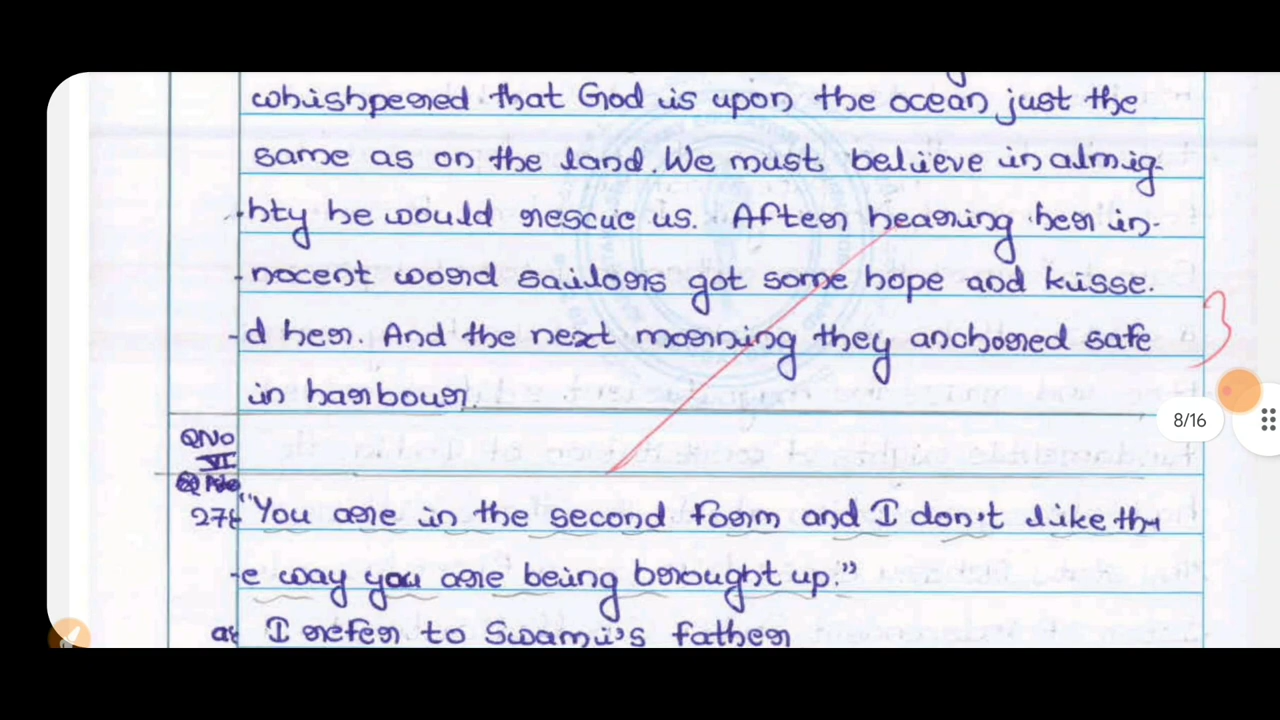 whishpered that God is upon the ocean just the
same as on the land. We must believe in almig-
-hty he would rescue us. After hearing her in-
-nocent word sailors got some hope and kisse-
-d her. And the next morning they anchored safe
in harbour.
3
8/16
QNO
VI
27& "You are in the second form and I don't like th
-e way you are being brought up."
a& I refer to Swami's father